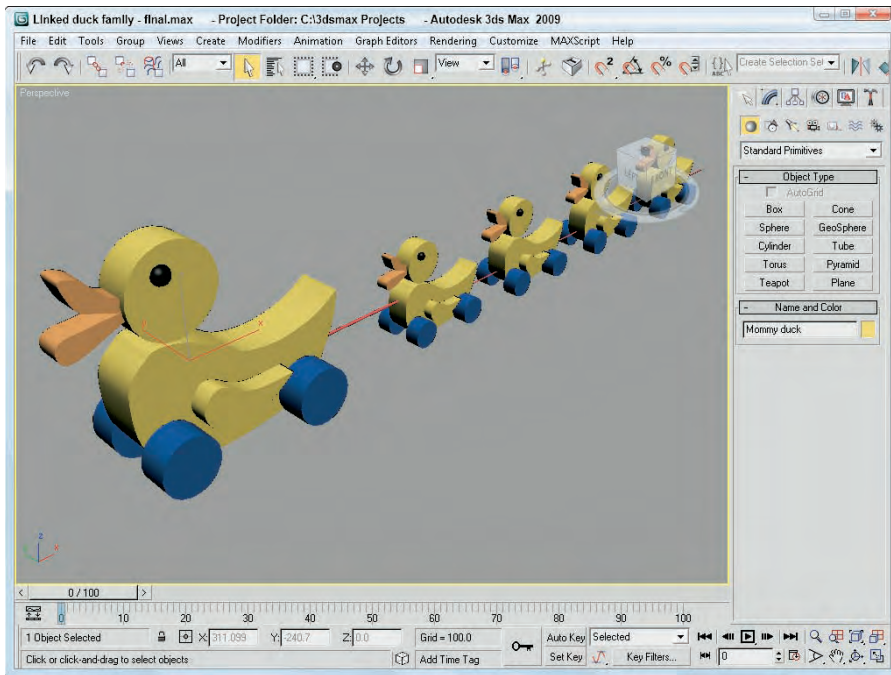 Linked duck family - final.max - Project Folder: C:\3dsmax Projects - Autodesk 3ds Max 2009
File Edit Tools Group Views Create Modifiers Animation Graph Editors Rendering Customize MAXScript Help
All View Create Selection Set
Perspective
LEFT FRONT
Standard Primitives
- Object Type
AutoGrid
Box Cone
Sphere GeoSphere
Cylinder Tube
Torus Pyramid
Teapot Plane
- Name and Color
Mommy duck
y x
z x
< 0 / 100 >
0 10 20 30 40 50 60 70 80 90 100
1 Object Selected X: 311.099 Y: -240.7 Z: 0.0 Grid = 100.0 Auto Key Selected
Click or click-and-drag to select objects Add Time Tag Set Key Key Filters... 0